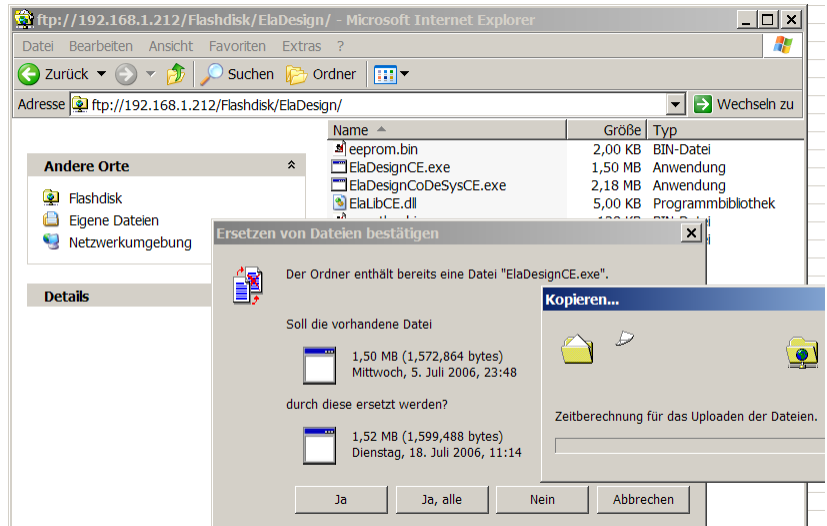 ftp://192.168.1.212/Flashdisk/ElaDesign/ - Microsoft Internet Explorer
Datei Bearbeiten Ansicht Favoriten Extras ?
Zurück Suchen Ordner
Adresse ftp://192.168.1.212/Flashdisk/ElaDesign/ Wechseln zu
Name Größe Typ
eeprom.bin 2,00 KB BIN-Datei
ElaDesignCE.exe 1,50 MB Anwendung
ElaDesignCoDeSysCE.exe 2,18 MB Anwendung
ElaLibCE.dll 5,00 KB Programmbibliothek
Andere Orte
Flashdisk
Eigene Dateien
Netzwerkumgebung
Details
Ersetzen von Dateien bestätigen
Der Ordner enthält bereits eine Datei "ElaDesignCE.exe".
Soll die vorhandene Datei
1,50 MB (1,572,864 bytes)
Mittwoch, 5. Juli 2006, 23:48
durch diese ersetzt werden?
1,52 MB (1,599,488 bytes)
Dienstag, 18. Juli 2006, 11:14
Ja Ja, alle Nein Abbrechen
Kopieren...
Zeitberechnung für das Uploaden der Dateien.